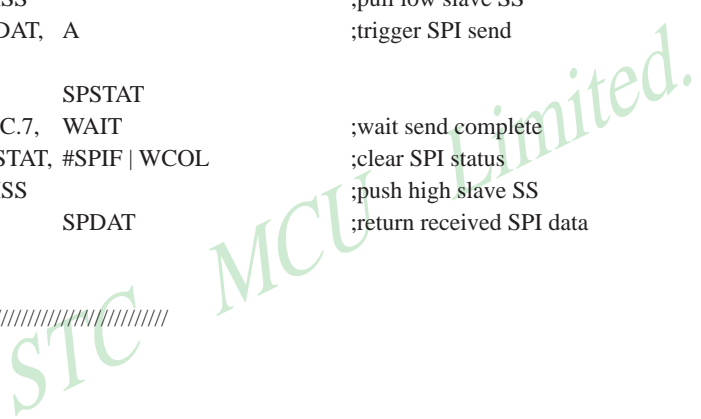 ;pull low slave SS
DAT, A ;trigger SPI send
SPSTAT
C.7, WAIT ;wait send complete
STAT, #SPIF | WCOL ;clear SPI status
SS ;push high slave SS
SPDAT ;return received SPI data
/////////////////////////////
STC MCU Limited.